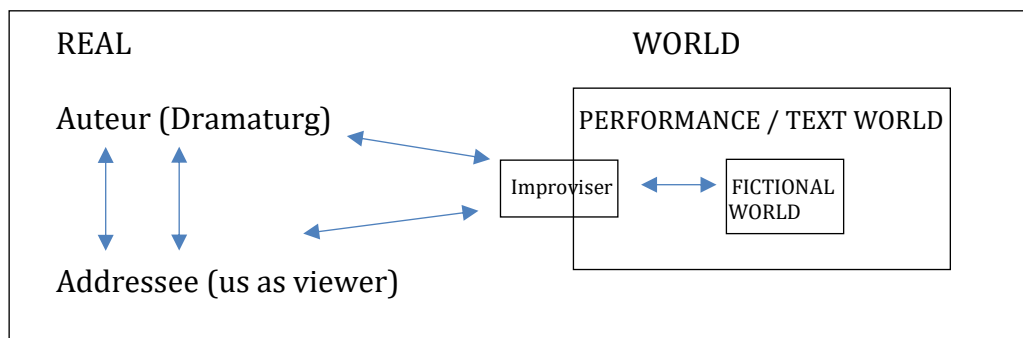 REAL WORLD
Auteur (Dramaturg)
PERFORMANCE / TEXT WORLD
Improviser
FICTIONAL
WORLD
Addressee (us as viewer)